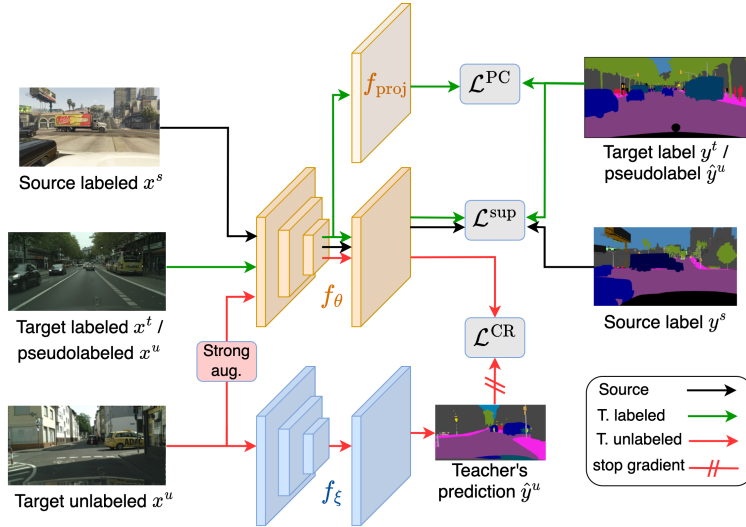 f_proj
𝓛^PC
Target label y^t /
pseudolabel ŷ^u
Source labeled x^s
𝓛^sup
f_θ
Source label y^s
Target labeled x^t /
pseudolabeled x^u
Strong
aug.
𝓛^CR
Source
T. labeled
T. unlabeled
stop gradient
Target unlabeled x^u
f_ξ
Teacher's
prediction ŷ^u